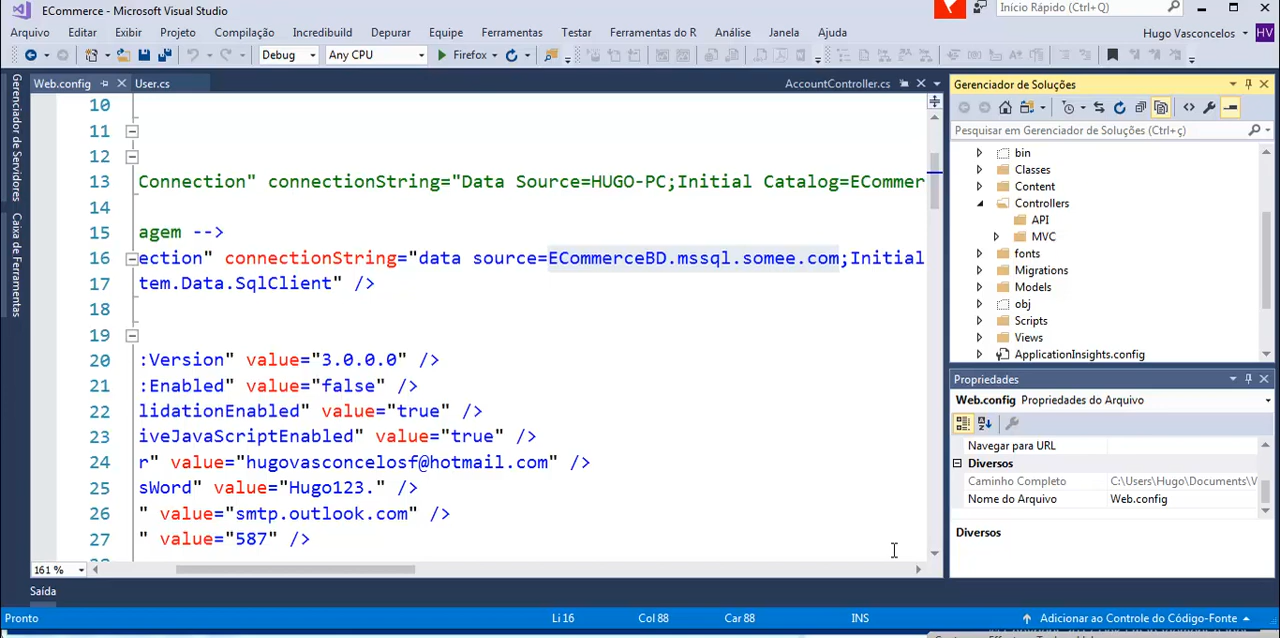 ECommerce - Microsoft Visual Studio
Início Rápido (Ctrl+Q)
Arquivo Editar Exibir Projeto Compilação Incredibuild Depurar Equipe Ferramentas Testar Ferramentas do R Análise Janela Ajuda
Hugo Vasconcelos HV
Debug Any CPU Firefox
Gerenciador de Servidores
Caixa de Ferramentas
Web.config User.cs AccountController.cs
10
11
12
13 Connection" connectionString="Data Source=HUGO-PC;Initial Catalog=ECommer
14
15 agem -->
16 ection" connectionString="data source=ECommerceBD.mssql.somee.com;Initial
17 tem.Data.SqlClient" />
18
19
20 :Version" value="3.0.0.0" />
21 :Enabled" value="false" />
22 lidationEnabled" value="true" />
23 iveJavaScriptEnabled" value="true" />
24 r" value="hugovasconcelosf@hotmail.com" />
25 sWord" value="Hugo123." />
26 " value="smtp.outlook.com" />
27 " value="587" />
161 %
Gerenciador de Soluções
Pesquisar em Gerenciador de Soluções (Ctrl+ç)
bin
Classes
Content
Controllers
API
MVC
fonts
Migrations
Models
obj
Scripts
Views
ApplicationInsights.config
Propriedades
Web.config Propriedades do Arquivo
Navegar para URL
Diversos
Caminho Completo C:\Users\Hugo\Documents\V
Nome do Arquivo Web.config
Diversos
Saída
Pronto Li 16 Col 88 Car 88 INS Adicionar ao Controle do Código-Fonte